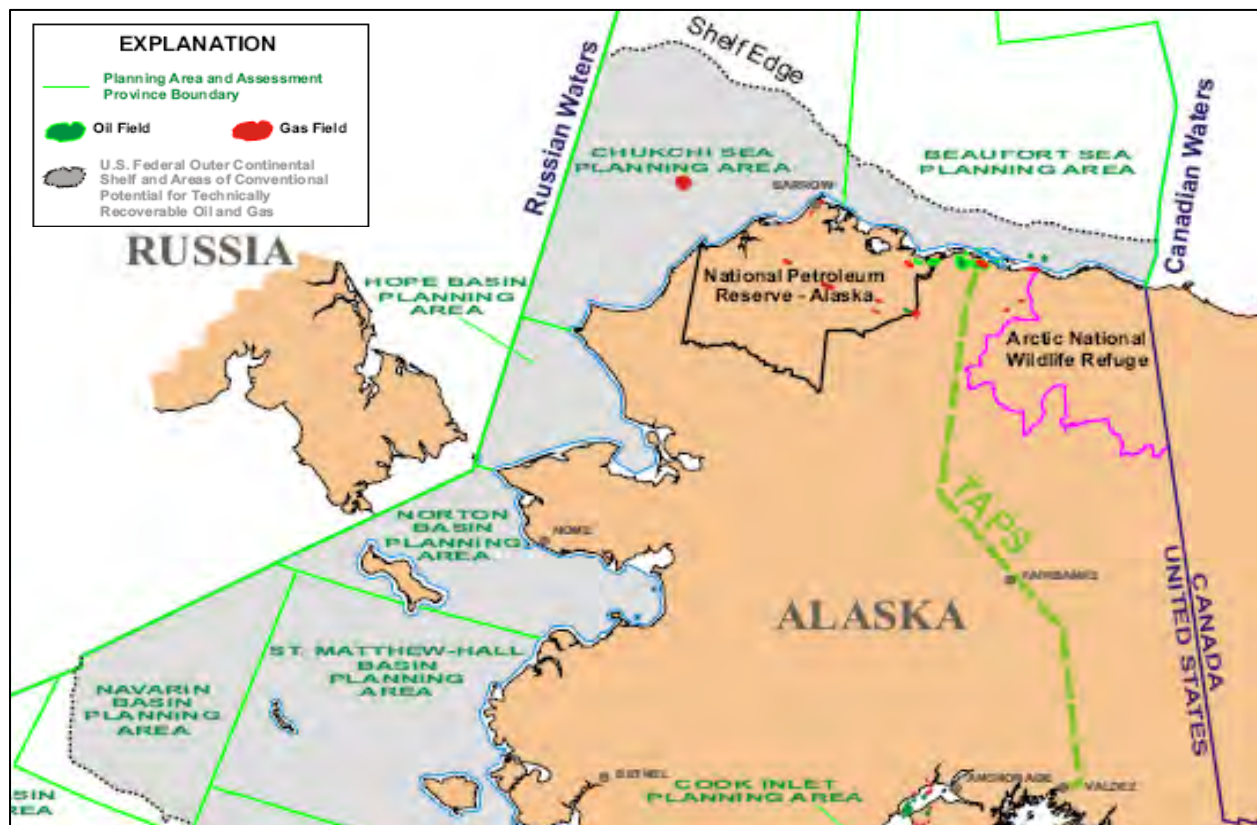 EXPLANATION
Planning Area and Assessment
Province Boundary
Oil Field
Gas Field
U.S. Federal Outer Continental
Shelf and Areas of Conventional
Potential for Technically
Recoverable Oil and Gas
Russian Waters
Shelf Edge
Canadian Waters
CHUKCHI SEA
PLANNING AREA
BEAUFORT SEA
PLANNING AREA
BARROW
RUSSIA
HOPE BASIN
PLANNING
AREA
National Petroleum
Reserve - Alaska
Arctic National
Wildlife Refuge
NORTON
BASIN
PLANNING
AREA
NOME
TAPS
FAIRBANKS
CANADA
UNITED STATES
ALASKA
ST. MATTHEW-HALL
BASIN
PLANNING
AREA
NAVARIN
BASIN
PLANNING
AREA
BETHEL
COOK INLET
PLANNING AREA
ANCHORAGE
VALDEZ
SIN
REA